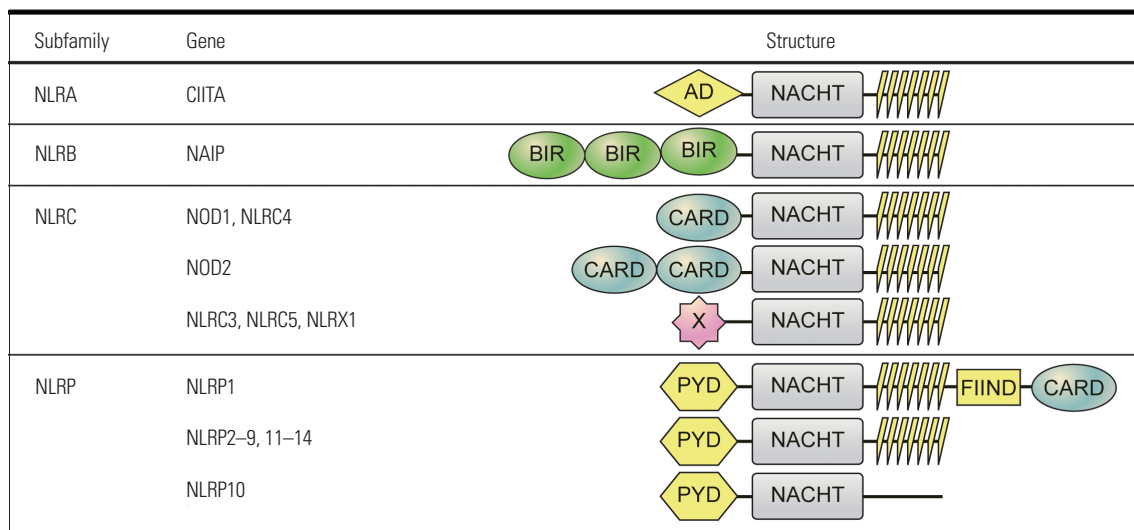 Subfamily Gene Structure
NLRA CIITA AD NACHT
NLRB NAIP BIR BIR BIR NACHT
NLRC NOD1, NLRC4 CARD NACHT
NOD2 CARD CARD NACHT
NLRC3, NLRC5, NLRX1 X NACHT
NLRP NLRP1 PYD NACHT FIIND CARD
NLRP2–9, 11–14 PYD NACHT
NLRP10 PYD NACHT